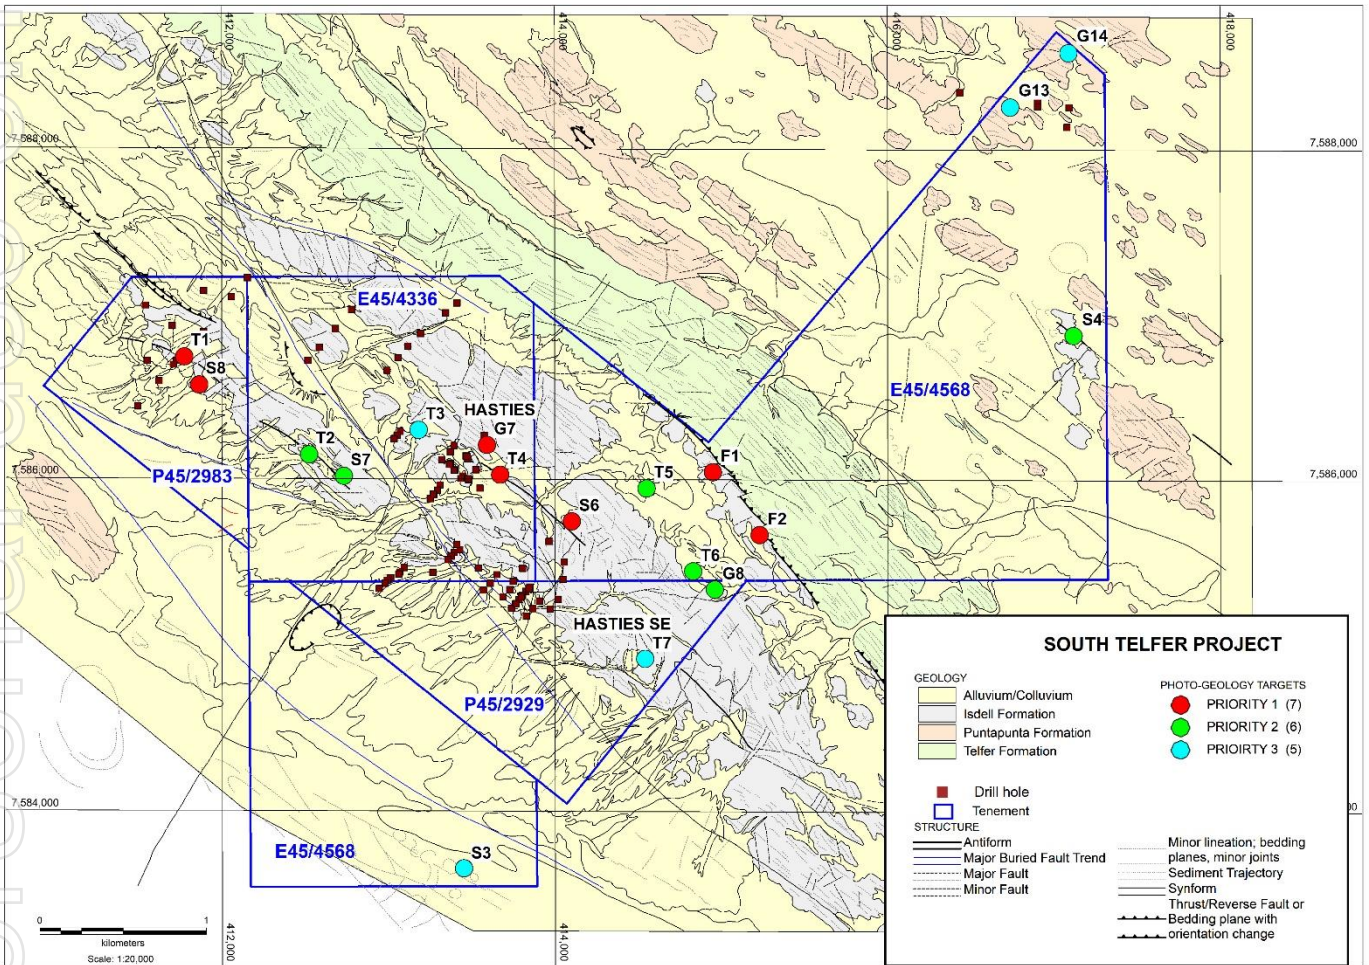 412,000
414,000
416,000
418,000
G14
G13
7,588,000
7,588,000
E45/4336
T1
S8
S4
E45/4568
T3
HASTIES
G7
T2
S7
T4
T5
F1
P45/2983
7,586,000
7,586,000
S6
F2
T6
G8
HASTIES SE
T7
P45/2929
7,584,000
E45/4568
S3
412,000
414,000
0 1
kilometers
Scale: 1:20,000
SOUTH TELFER PROJECT
GEOLOGY
Alluvium/Colluvium
Isdell Formation
Puntapunta Formation
Telfer Formation
PHOTO-GEOLOGY TARGETS
PRIORITY 1 (7)
PRIORITY 2 (6)
PRIOIRTY 3 (5)
Drill hole
Tenement
STRUCTURE
Antiform
Major Buried Fault Trend
Major Fault
Minor Fault
Minor lineation; bedding
planes, minor joints
Sediment Trajectory
Synform
Thrust/Reverse Fault or
Bedding plane with
orientation change